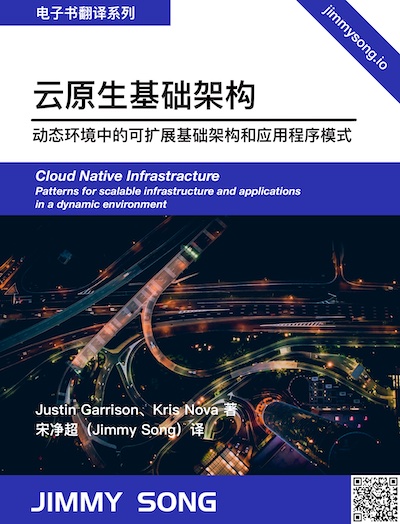 电子书翻译系列
jimmysong.io
云原生基础架构
动态环境中的可扩展基础架构和应用程序模式
Cloud Native Infrastracture
Patterns for scalable infrastructure and applications
in a dynamic environment
Justin Garrison、Kris Nova 著
宋净超（Jimmy Song）译
JIMMY SONG